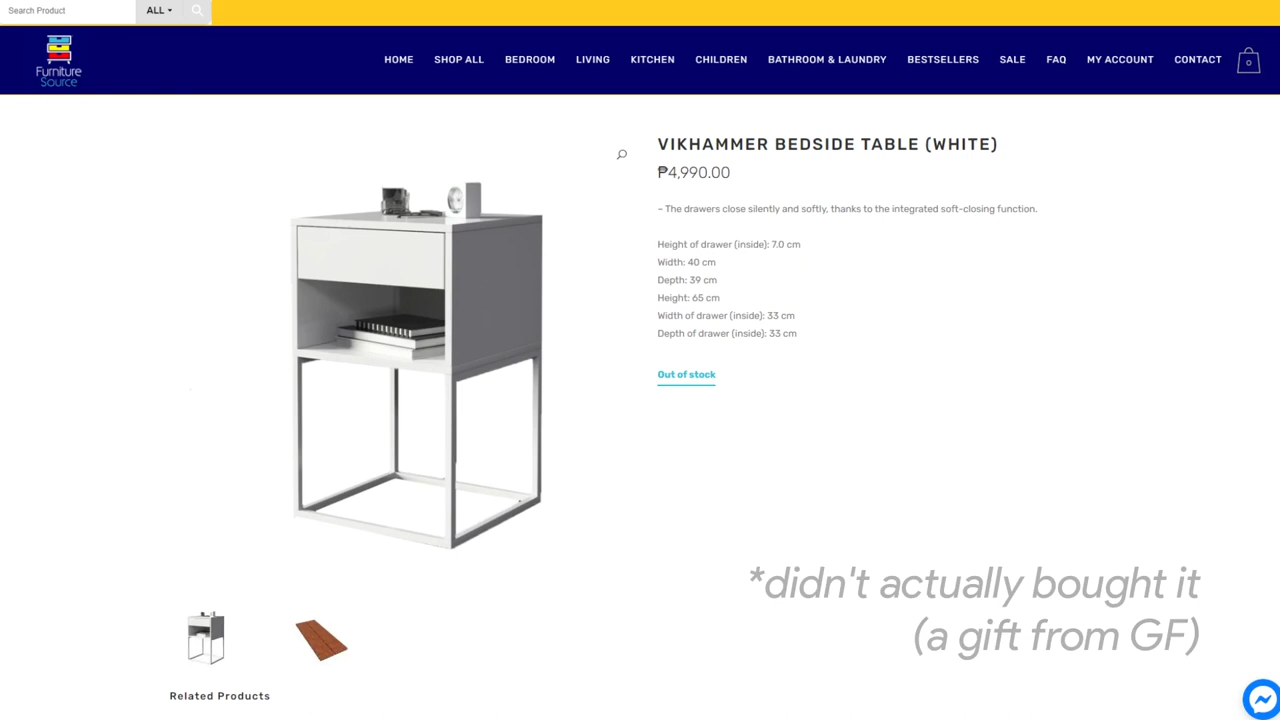 Search Product
ALL
Furniture
Source
HOME
SHOP ALL
BEDROOM
LIVING
KITCHEN
CHILDREN
BATHROOM & LAUNDRY
BESTSELLERS
SALE
FAQ
MY ACCOUNT
CONTACT
0
VIKHAMMER BEDSIDE TABLE (WHITE)
₱4,990.00
– The drawers close silently and softly, thanks to the integrated soft-closing function.
Height of drawer (inside): 7.0 cm
Width: 40 cm
Depth: 39 cm
Height: 65 cm
Width of drawer (inside): 33 cm
Depth of drawer (inside): 33 cm
Out of stock
*didn't actually bought it
(a gift from GF)
Related Products